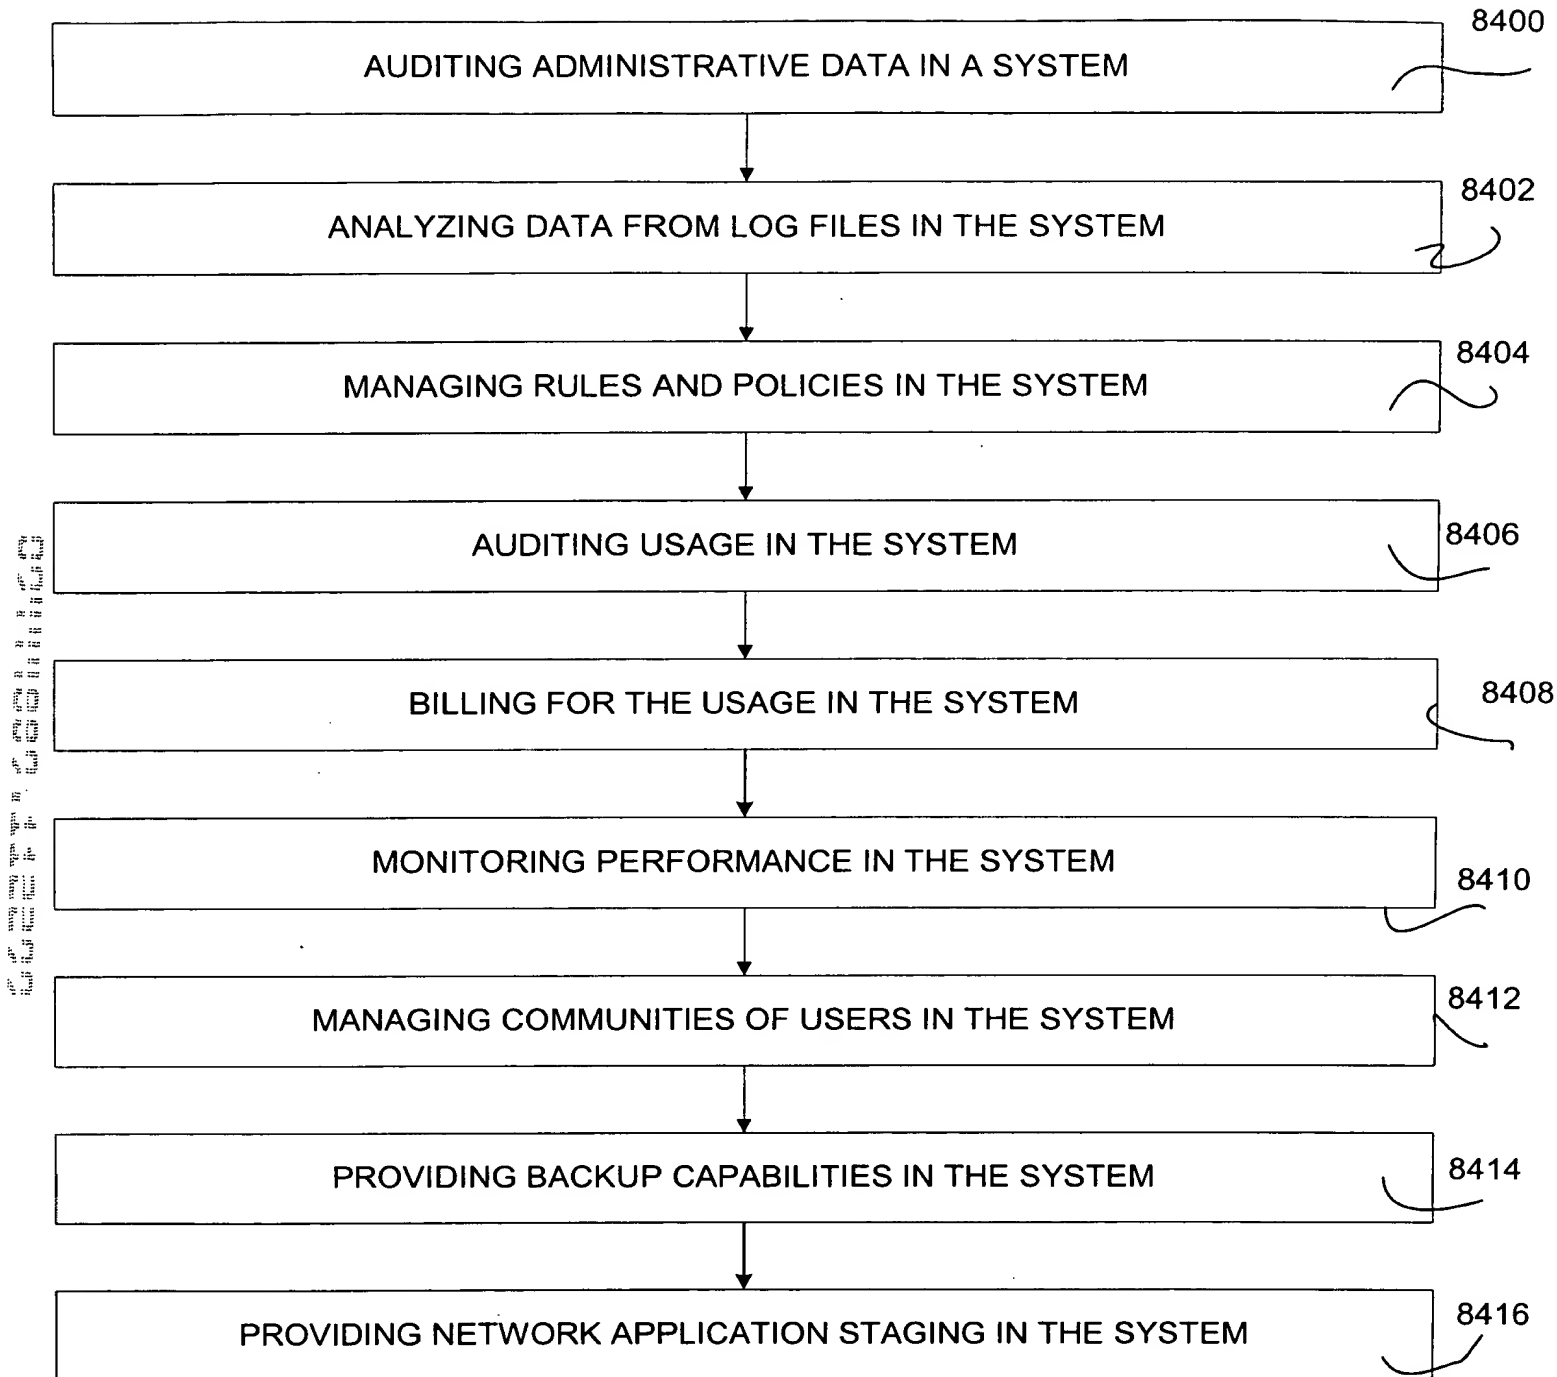 8400
AUDITING ADMINISTRATIVE DATA IN A SYSTEM
8402
ANALYZING DATA FROM LOG FILES IN THE SYSTEM
8404
MANAGING RULES AND POLICIES IN THE SYSTEM
8406
AUDITING USAGE IN THE SYSTEM
8408
BILLING FOR THE USAGE IN THE SYSTEM
MONITORING PERFORMANCE IN THE SYSTEM
8410
8412
MANAGING COMMUNITIES OF USERS IN THE SYSTEM
8414
PROVIDING BACKUP CAPABILITIES IN THE SYSTEM
8416
PROVIDING NETWORK APPLICATION STAGING IN THE SYSTEM